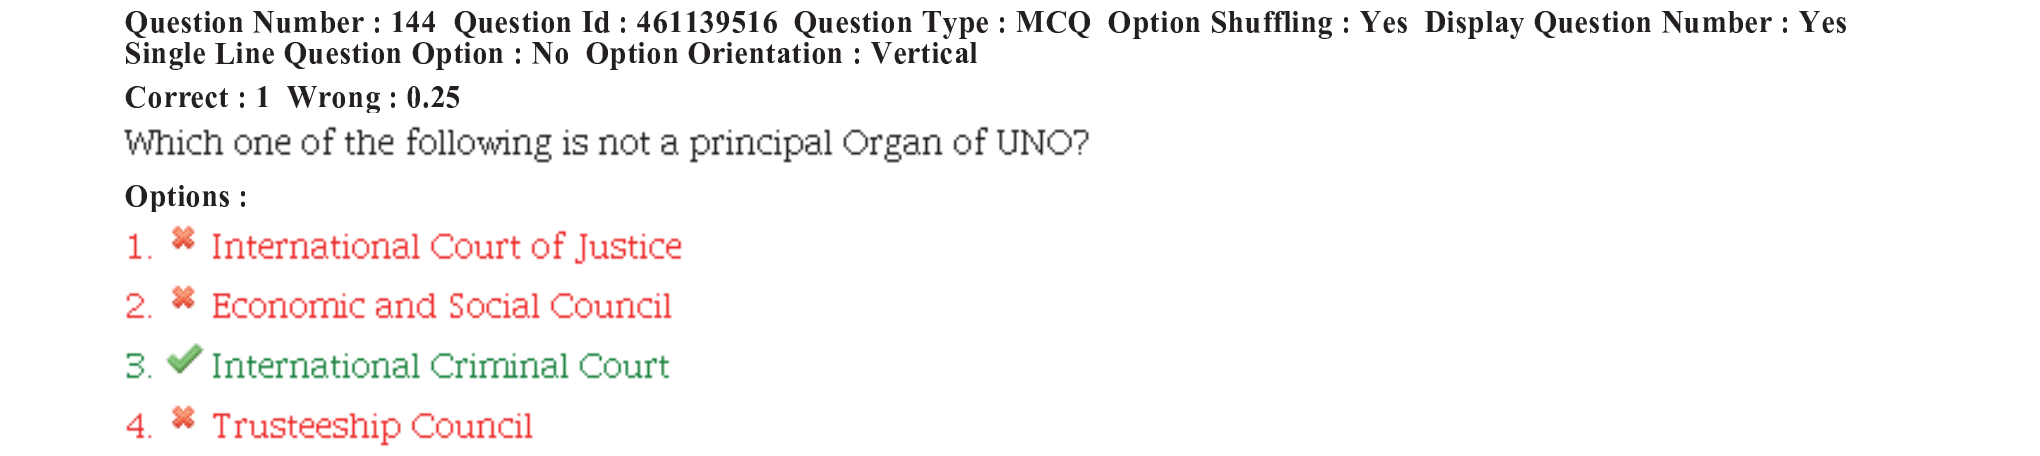 Question Number : 144 Question Id : 461139516 Question Type : MCQ Option Shuffling : Yes Display Question Number : Yes
Single Line Question Option : No Option Orientation : Vertical
Correct : 1 Wrong : 0.25
Which one of the following is not a principal Organ of UNO?
Options :
1. ✖ International Court of Justice
2. ✖ Economic and Social Council
3. ✔ International Criminal Court
4. ✖ Trusteeship Council